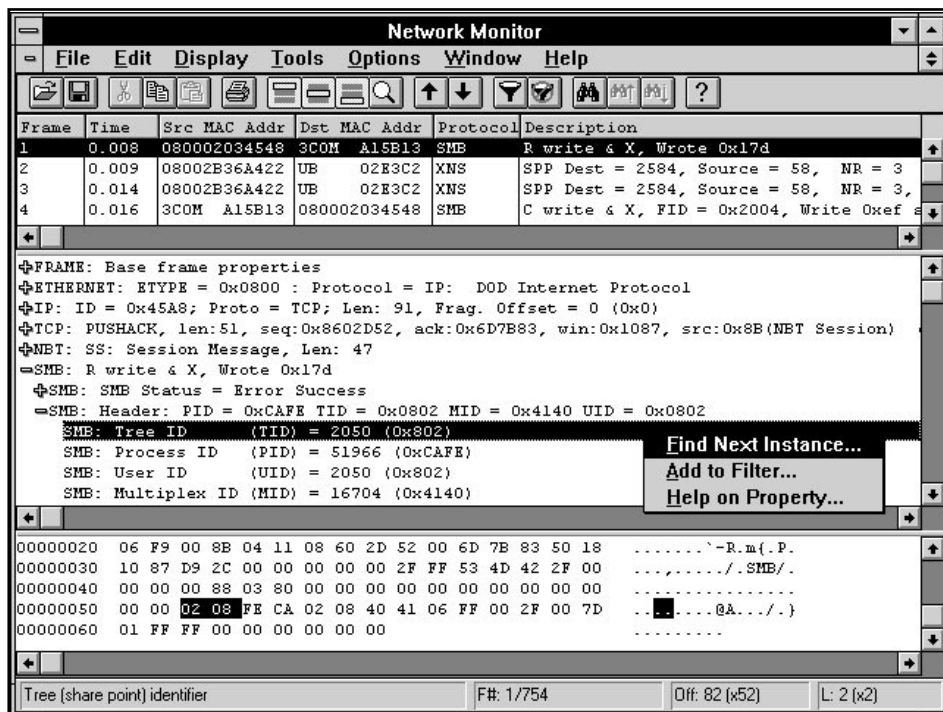 Network Monitor
File Edit Display Tools Options Window Help
?
Frame Time Src MAC Addr Dst MAC Addr Protocol Description
1 0.008 080002034548 3COM A15B13 SMB R write & X, Wrote 0x17d
2 0.009 08002B36A422 UB 02E3C2 XNS SPP Dest = 2584, Source = 58, NR = 3
3 0.014 08002B36A422 UB 02E3C2 XNS SPP Dest = 2584, Source = 58, NR = 3,
4 0.016 3COM A15B13 080002034548 SMB C write & X, FID = 0x2004, Write 0xef
FRAME: Base frame properties
ETHERNET: ETYPE = 0x0800 : Protocol = IP: DOD Internet Protocol
IP: ID = 0x45A8; Proto = TCP; Len: 91, Frag. Offset = 0 (0x0)
TCP: PUSHACK, len:51, seq:0x8602D52, ack:0x6D7B83, win:0x1087, src:0x8B(NBT Session)
NBT: SS: Session Message, Len: 47
SMB: R write & X, Wrote 0x17d
SMB: SMB Status = Error Success
SMB: Header: PID = 0xCAFE TID = 0x0802 MID = 0x4140 UID = 0x0802
SMB: Tree ID (TID) = 2050 (0x802)
SMB: Process ID (PID) = 51966 (0xCAFE)
SMB: User ID (UID) = 2050 (0x802)
SMB: Multiplex ID (MID) = 16704 (0x4140)
Find Next Instance...
Add to Filter...
Help on Property...
00000020 06 F9 00 8B 04 11 08 60 2D 52 00 6D 7B 83 50 18 .......`-R.m{.P.
00000030 10 87 D9 2C 00 00 00 00 00 2F FF 53 4D 42 2F 00 ...,...../.SMB/.
00000040 00 00 00 88 03 80 00 00 00 00 00 00 00 00 00 00 ................
00000050 00 00 02 08 FE CA 02 08 40 41 06 FF 00 2F 00 7D ........@A.../.}
00000060 01 FF FF 00 00 00 00 00 00 .........
Tree (share point) identifier F#: 1/754 Off: 82 (x52) L: 2 (x2)